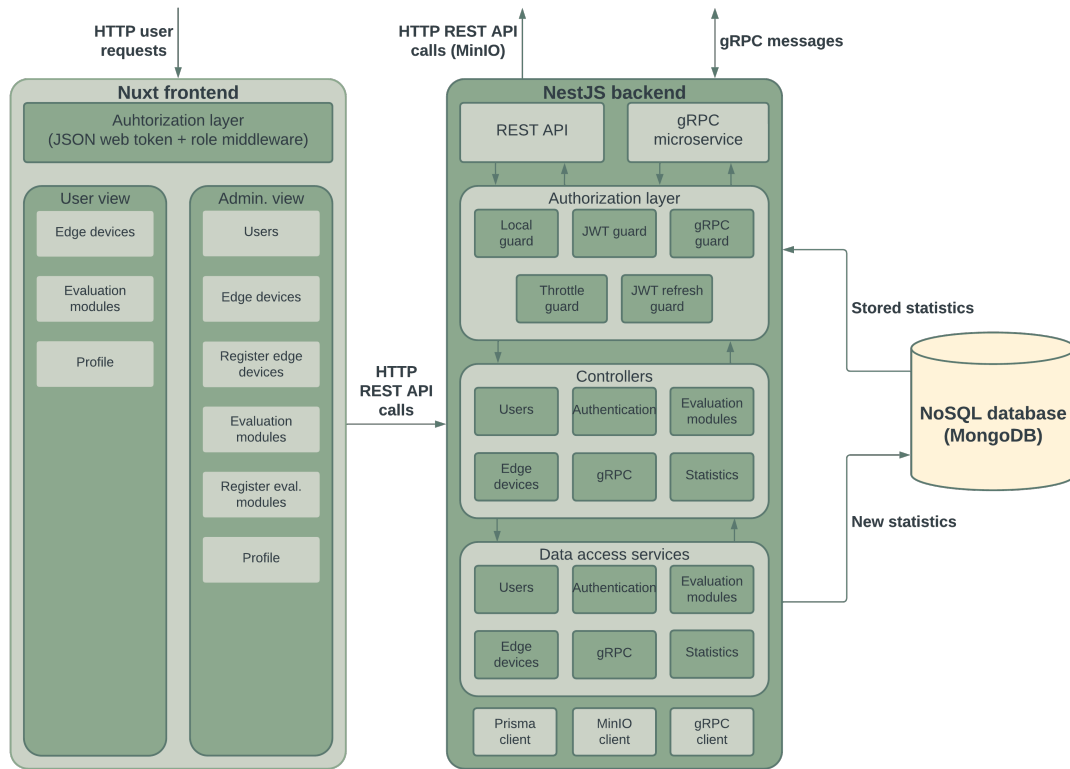 HTTP user
requests
HTTP REST API
calls (MinIO)
gRPC messages
Nuxt frontend
Auhtorization layer
(JSON web token + role middleware)
User view
Edge devices
Evaluation
modules
Profile
Admin. view
Users
Edge devices
Register edge
devices
Evaluation
modules
Register eval.
modules
Profile
HTTP
REST API
calls
NestJS backend
REST API
gRPC
microservice
Authorization layer
Local
guard
JWT guard
gRPC
guard
Throttle
guard
JWT refresh
guard
Controllers
Users
Authentication
Evaluation
modules
Edge
devices
gRPC
Statistics
Data access services
Users
Authentication
Evaluation
modules
Edge
devices
gRPC
Statistics
Prisma
client
MinIO
client
gRPC
client
Stored statistics
NoSQL database
(MongoDB)
New statistics